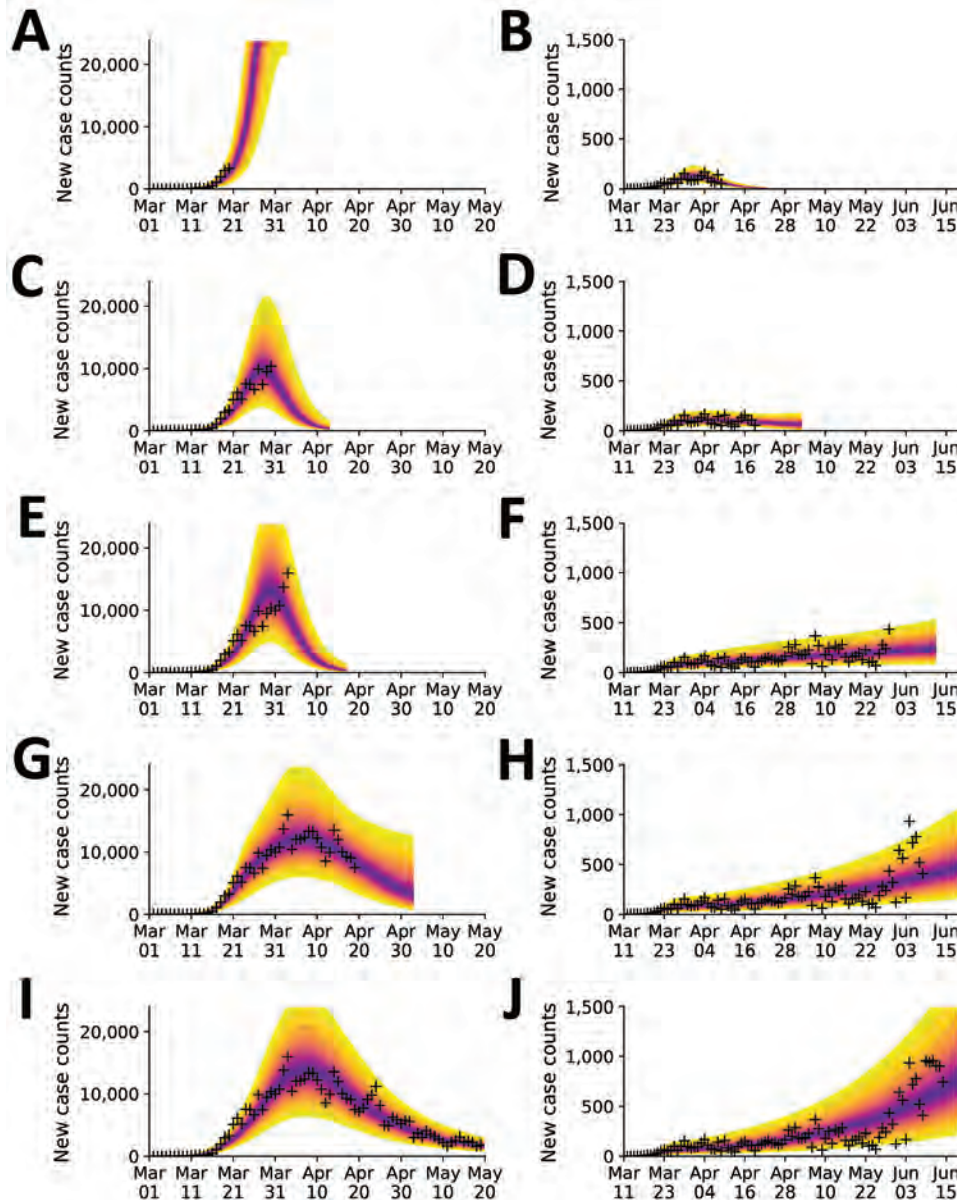 A
New case counts
20,000
10,000
0
Mar Mar Mar Mar Apr Apr Apr May May
01 11 21 31 10 20 30 10 20
B
New case counts
1,500
1,000
500
0
Mar Mar Apr Apr Apr May May Jun Jun
11 23 04 16 28 10 22 03 15
C
New case counts
20,000
10,000
0
Mar Mar Mar Mar Apr Apr Apr May May
01 11 21 31 10 20 30 10 20
D
New case counts
1,500
1,000
500
0
Mar Mar Apr Apr Apr May May Jun Jun
11 23 04 16 28 10 22 03 15
E
New case counts
20,000
10,000
0
Mar Mar Mar Mar Apr Apr Apr May May
01 11 21 31 10 20 30 10 20
F
New case counts
1,500
1,000
500
0
Mar Mar Apr Apr Apr May May Jun Jun
11 23 04 16 28 10 22 03 15
G
New case counts
20,000
10,000
0
Mar Mar Mar Mar Apr Apr Apr May May
01 11 21 31 10 20 30 10 20
H
New case counts
1,500
1,000
500
0
Mar Mar Apr Apr Apr May May Jun Jun
11 23 04 16 28 10 22 03 15
I
New case counts
20,000
10,000
0
Mar Mar Mar Mar Apr Apr Apr May May
01 11 21 31 10 20 30 10 20
J
New case counts
1,500
1,000
500
0
Mar Mar Apr Apr Apr May May Jun Jun
11 23 04 16 28 10 22 03 15